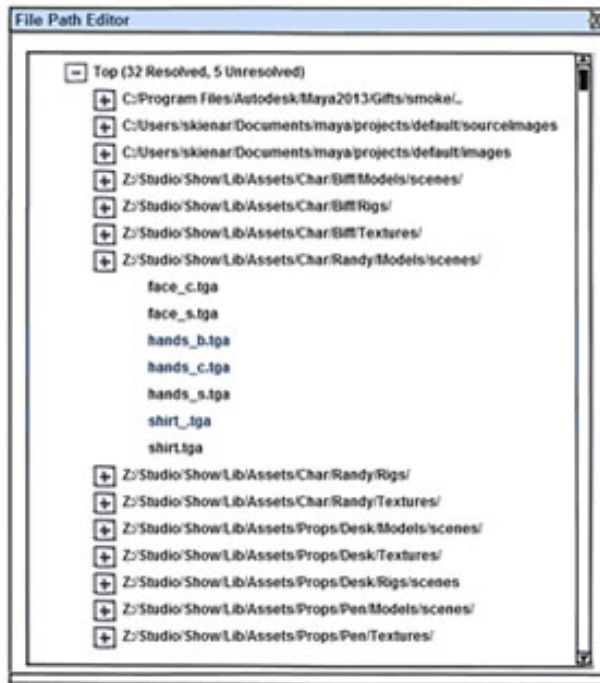 File Path Editor
Top (32 Resolved, 5 Unresolved)
C:/Program Files/Autodesk/Maya2013/Gifts/smoke/..
C:/Users/skienar/Documents/maya/projects/default/sourceImages
C:/Users/skienar/Documents/maya/projects/default/images
Z:/Studio/Show/Lib/Assets/Char/Biff/Models/scenes/
Z:/Studio/Show/Lib/Assets/Char/Biff/Rigs/
Z:/Studio/Show/Lib/Assets/Char/Biff/Textures/
Z:/Studio/Show/Lib/Assets/Char/Randy/Models/scenes/
face_c.tga
face_s.tga
hands_b.tga
hands_c.tga
hands_s.tga
shirt_.tga
shirt.tga
Z:/Studio/Show/Lib/Assets/Char/Randy/Rigs/
Z:/Studio/Show/Lib/Assets/Char/Randy/Textures/
Z:/Studio/Show/Lib/Assets/Props/Desk/Models/scenes/
Z:/Studio/Show/Lib/Assets/Props/Desk/Textures/
Z:/Studio/Show/Lib/Assets/Props/Desk/Rigs/scenes
Z:/Studio/Show/Lib/Assets/Props/Pen/Models/scenes/
Z:/Studio/Show/Lib/Assets/Props/Pen/Textures/